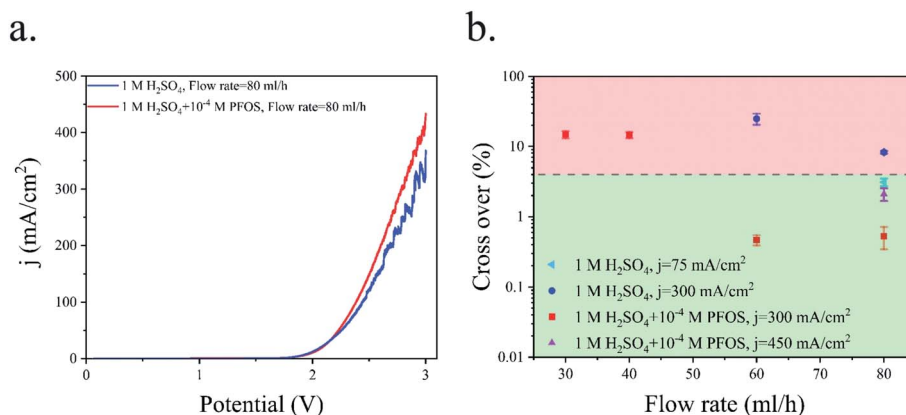 a.
500
400
300
200
100
0
0
1
2
3
j (mA/cm²)
Potential (V)
1 M H₂SO₄, Flow rate=80 ml/h
1 M H₂SO₄+10⁻⁴ M PFOS, Flow rate=80 ml/h
b.
100
10
1
0.1
0.01
30
40
50
60
70
80
Cross over (%)
Flow rate (ml/h)
1 M H₂SO₄, j=75 mA/cm²
1 M H₂SO₄, j=300 mA/cm²
1 M H₂SO₄+10⁻⁴ M PFOS, j=300 mA/cm²
1 M H₂SO₄+10⁻⁴ M PFOS, j=450 mA/cm²